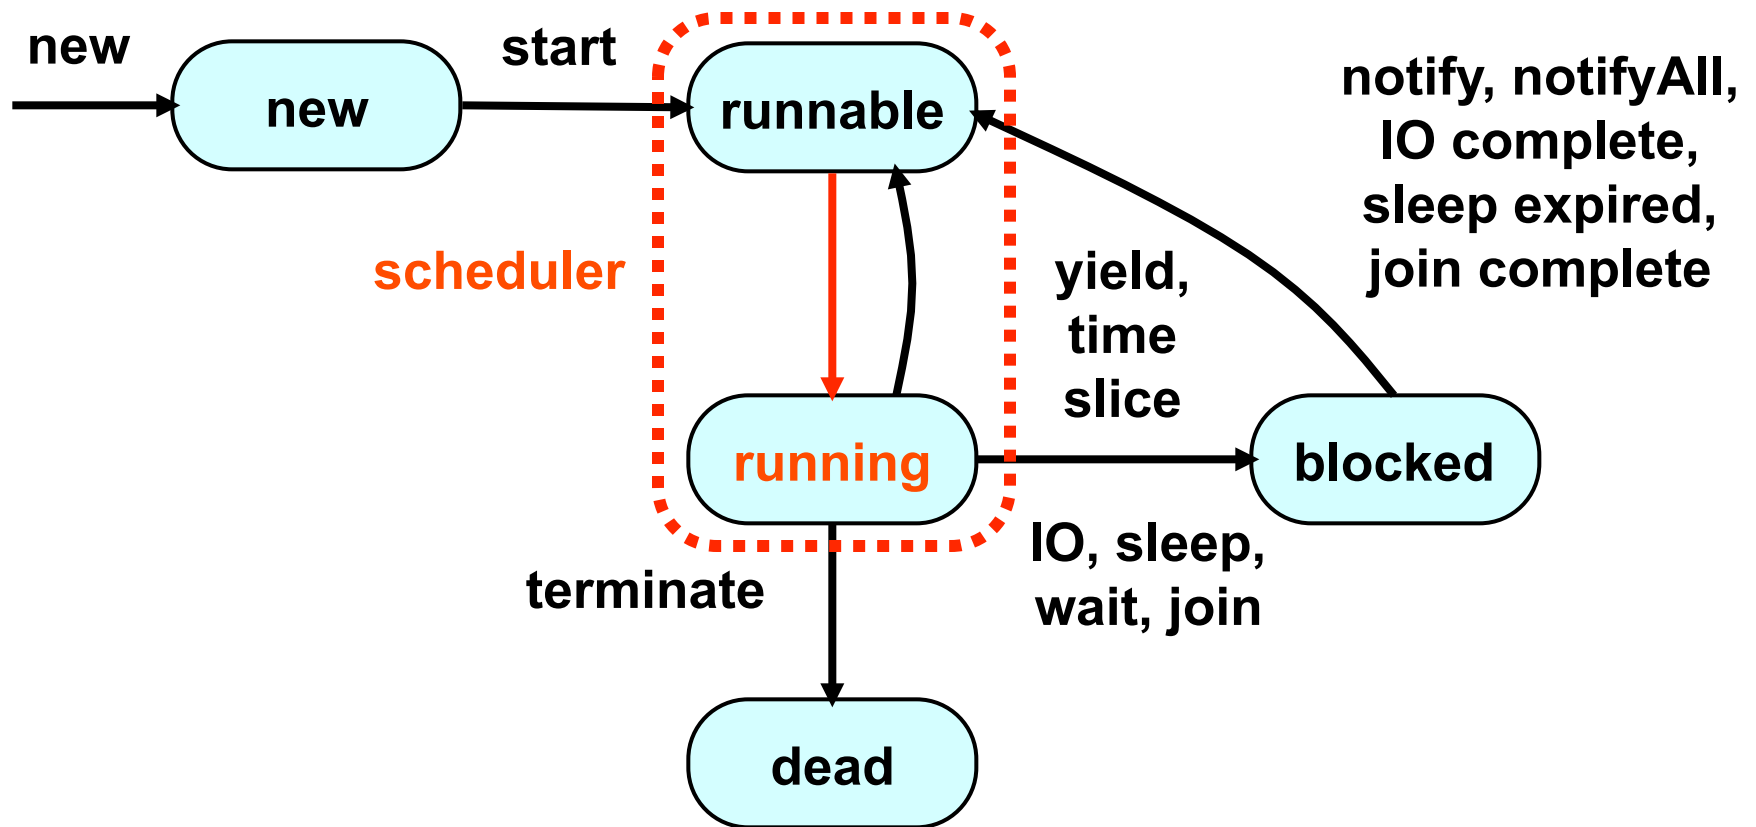 new
new
start
runnable
notify, notifyAll,
IO complete,
sleep expired,
join complete
scheduler
yield,
time
slice
running
blocked
IO, sleep,
wait, join
terminate
dead